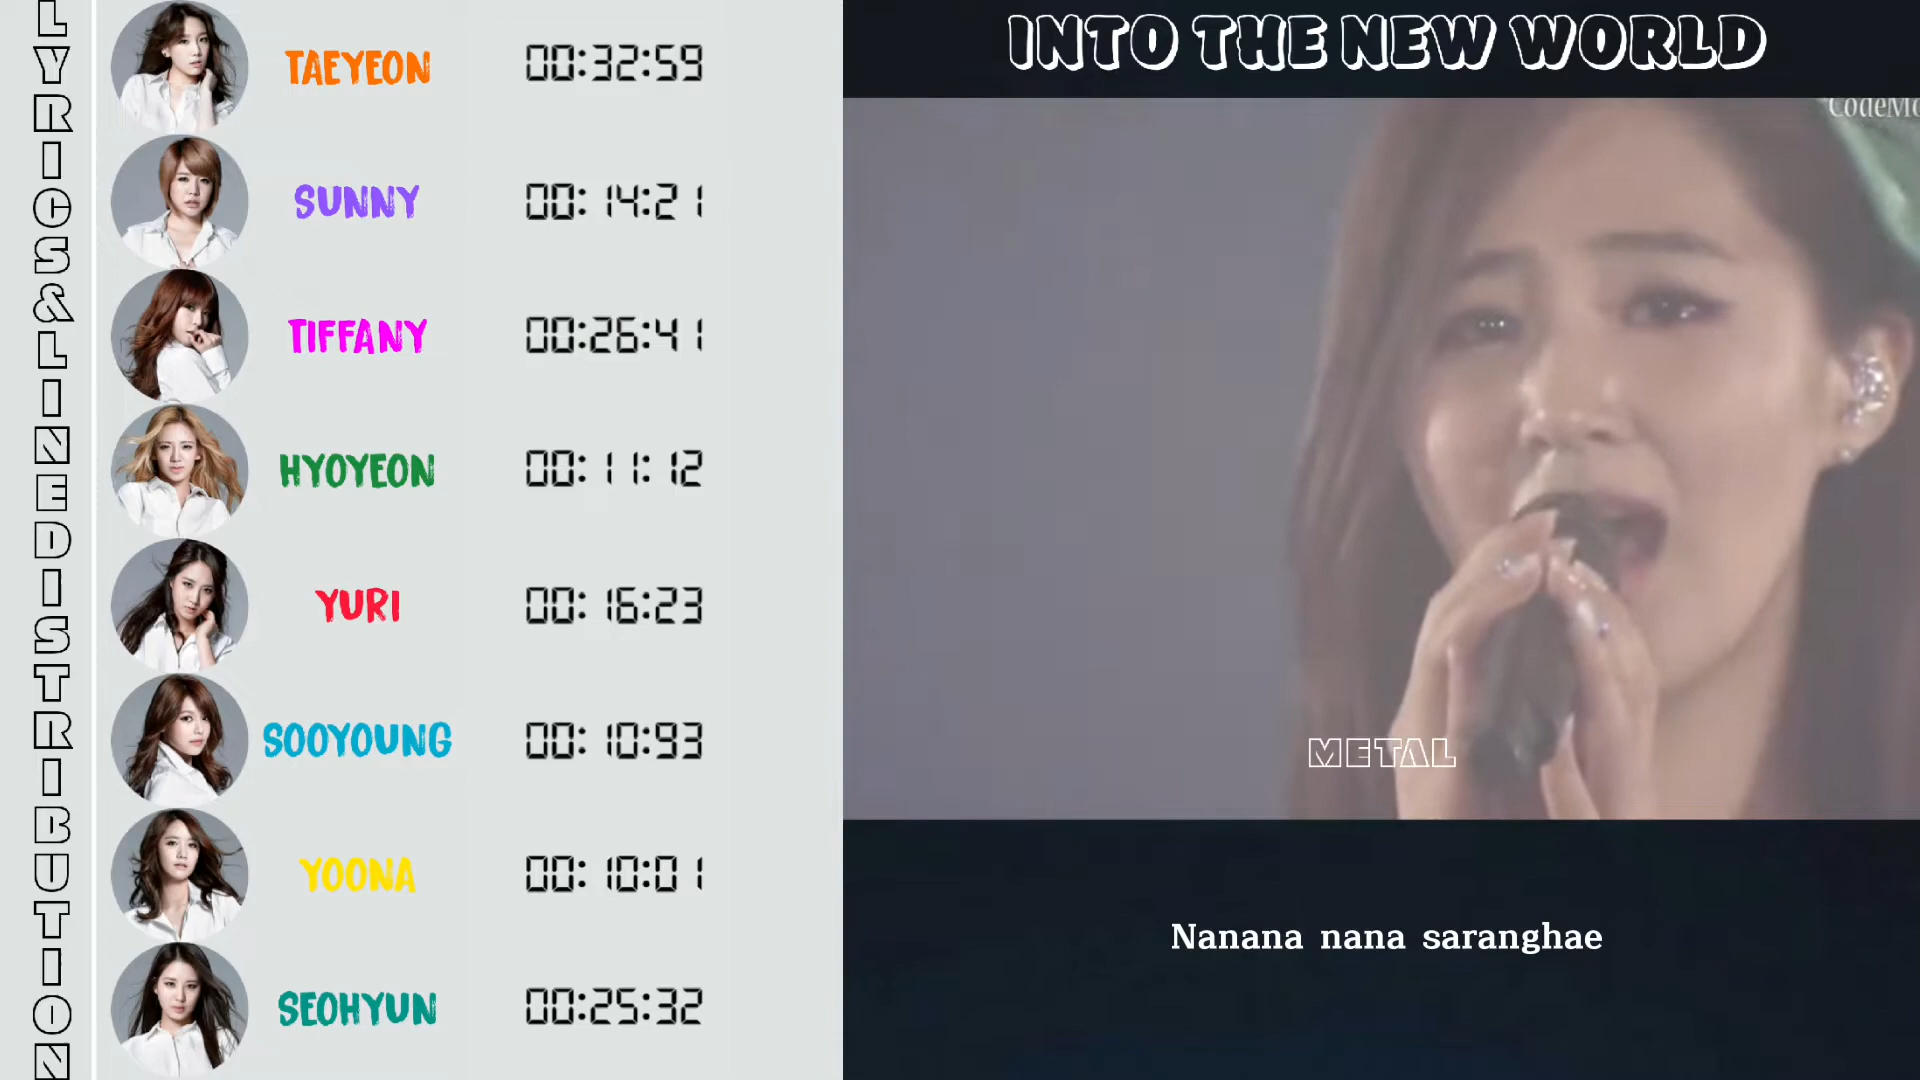 LYRICS&LINEDISTRIBUTION
TAEYEON 00:32:59
SUNNY 00:14:21
TIFFANY 00:26:41
HYOYEON 00:11:12
YURI 00:16:23
SOOYOUNG 00:10:93
YOONA 00:10:01
SEOHYUN 00:25:32
INTO THE NEW WORLD
METAL
Nanana nana saranghae